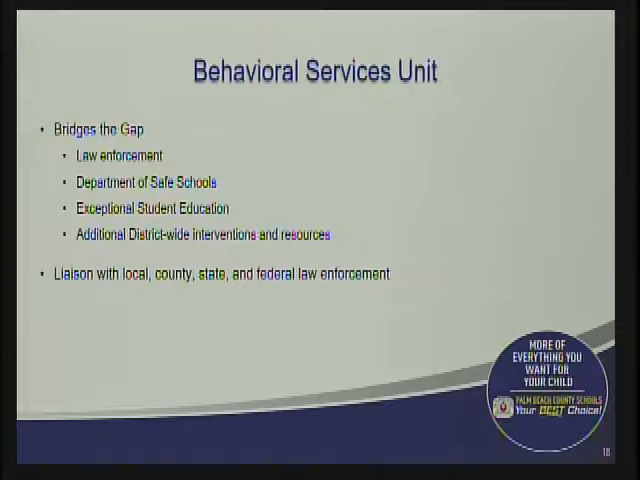 Behavioral Services Unit
• Bridges the Gap
• Law enforcement
• Department of Safe Schools
• Exceptional Student Education
• Additional District-wide interventions and resources
• Liaison with local, county, state, and federal law enforcement
MORE OF
EVERYTHING YOU
WANT FOR
YOUR CHILD
PALM BEACH COUNTY SCHOOLS
Your BEST Choice!
18